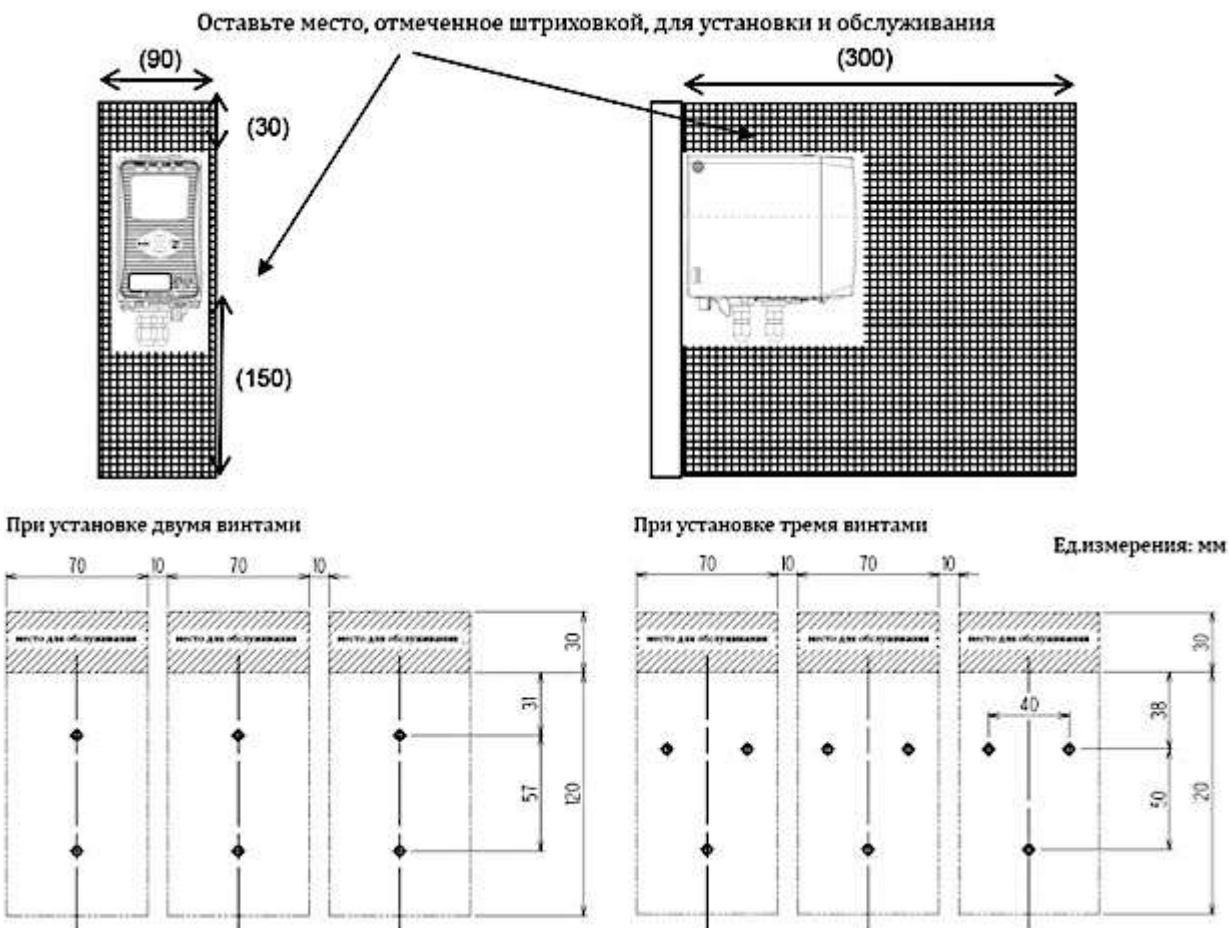 Оставьте место, отмеченное штриховкой, для установки и обслуживания
(90)
(300)
(30)
(150)
При установке двумя винтами
При установке тремя винтами
Ед.измерения: мм
70 10 70 10
70 10 70 10
место для обслуживания место для обслуживания место для обслуживания
30
место для обслуживания место для обслуживания место для обслуживания
30
31
57
120
40
38
50
20